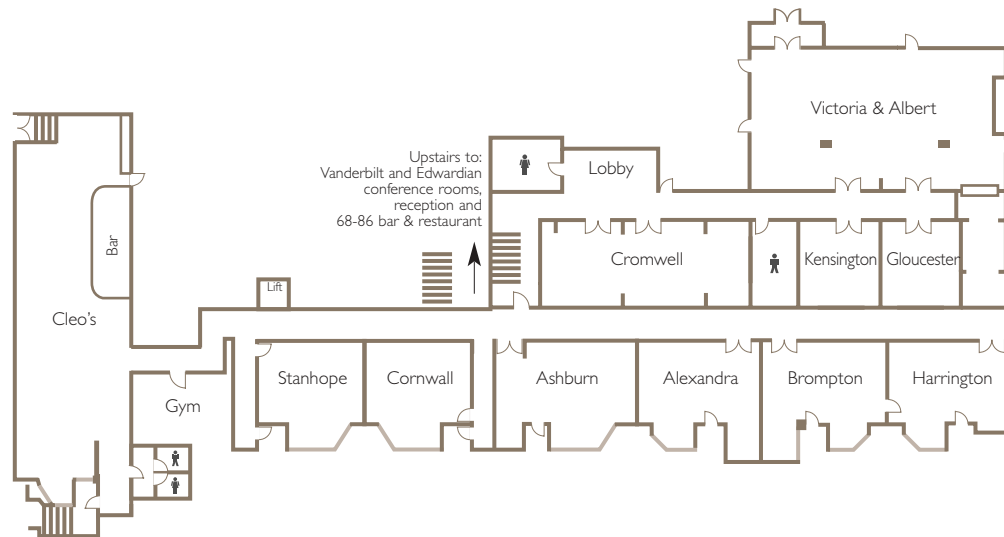 Victoria & Albert
Upstairs to:
Vanderbilt and Edwardian
conference rooms,
reception and
68-86 bar & restaurant
Lobby
Bar
Cromwell
Kensington
Gloucester
Lift
Cleo's
Stanhope
Cornwall
Ashburn
Alexandra
Brompton
Harrington
Gym